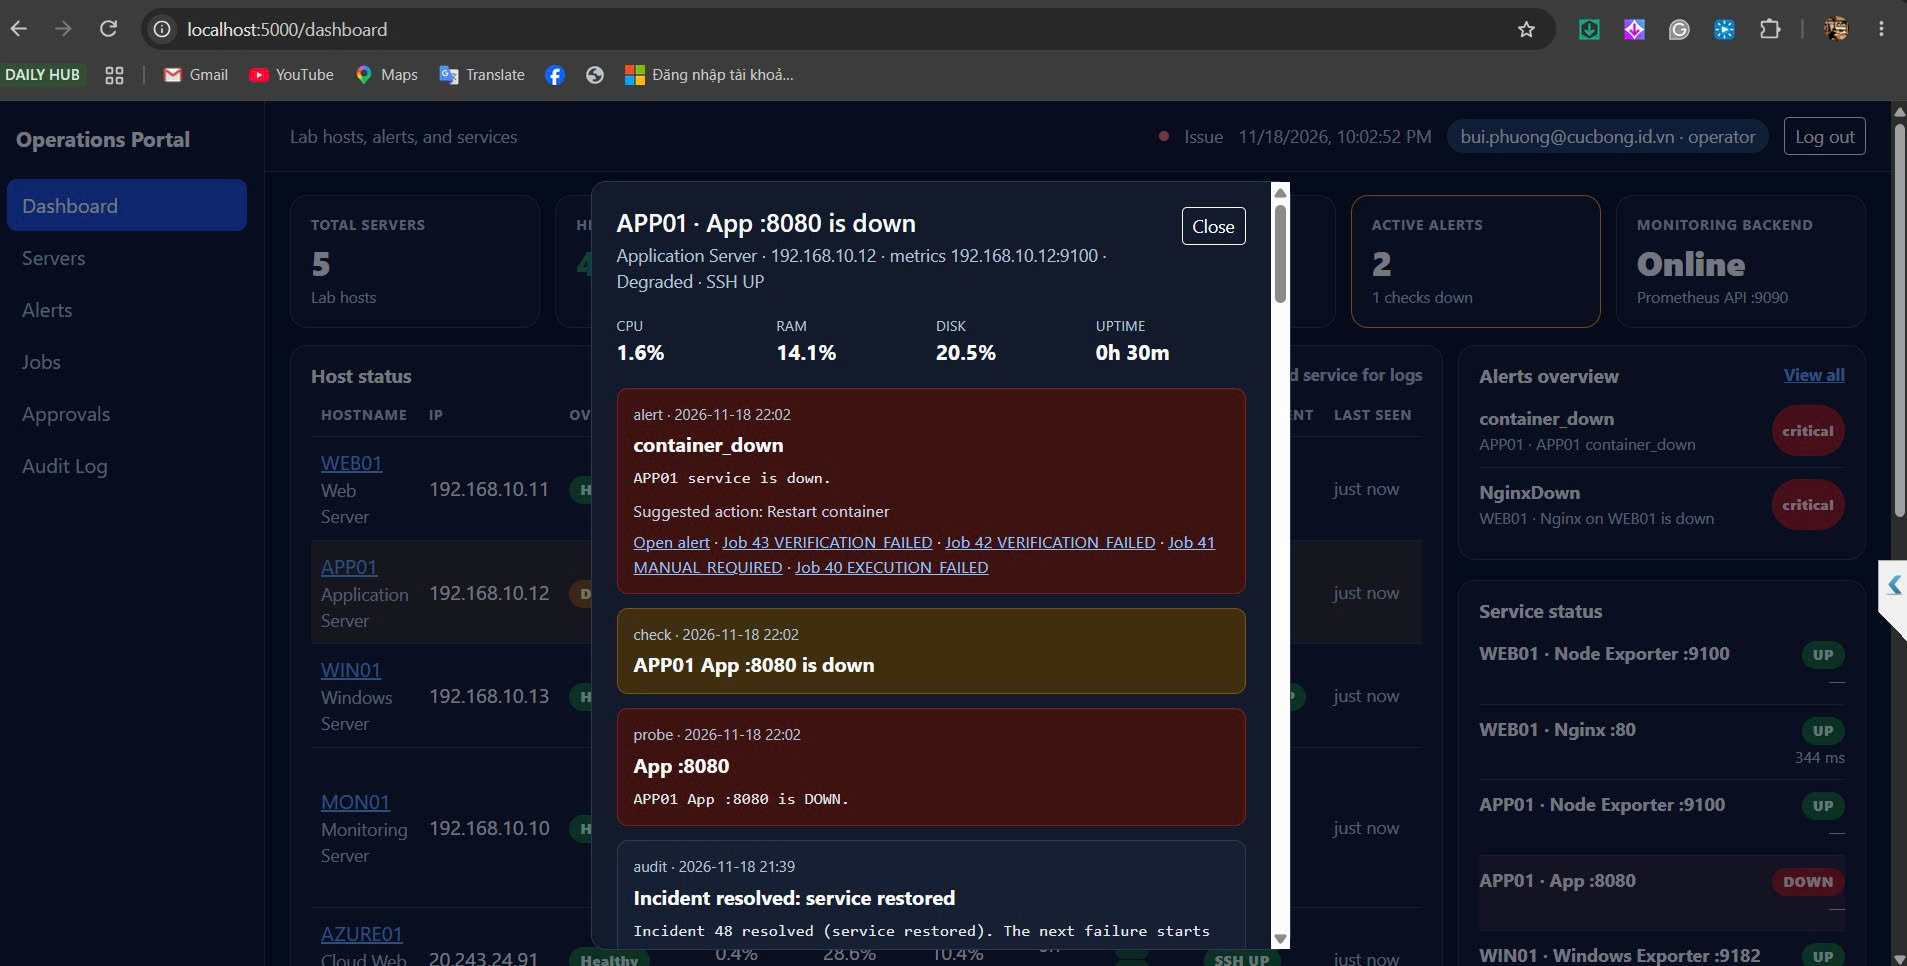 localhost:5000/dashboard
DAILY HUB
Gmail
YouTube
Maps
Translate
Đăng nhập tài khoả...
Operations Portal
Dashboard
Servers
Alerts
Jobs
Approvals
Audit Log
Lab hosts, alerts, and services
Issue
11/18/2026, 10:02:52 PM
bui.phuong@cucbong.id.vn · operator
Log out
TOTAL SERVERS
5
Lab hosts
ACTIVE ALERTS
2
1 checks down
MONITORING BACKEND
Online
Prometheus API :9090
Host status
service for logs
HOSTNAME
IP
LAST SEEN
WEB01
Web
Server
192.168.10.11
just now
APP01
Application
Server
192.168.10.12
just now
WIN01
Windows
Server
192.168.10.13
just now
MON01
Monitoring
Server
192.168.10.10
just now
AZURE01
Cloud Web
20.243.24.91
Healthy
0.4%
28.6%
10.4%
SSH UP
just now
APP01 · App :8080 is down
Close
Application Server · 192.168.10.12 · metrics 192.168.10.12:9100 ·
Degraded · SSH UP
CPU
1.6%
RAM
14.1%
DISK
20.5%
UPTIME
0h 30m
alert · 2026-11-18 22:02
container_down
APP01 service is down.
Suggested action: Restart container
Open alert · Job 43 VERIFICATION_FAILED · Job 42 VERIFICATION_FAILED · Job 41
MANUAL_REQUIRED · Job 40 EXECUTION_FAILED
check · 2026-11-18 22:02
APP01 App :8080 is down
probe · 2026-11-18 22:02
App :8080
APP01 App :8080 is DOWN.
audit · 2026-11-18 21:39
Incident resolved: service restored
Incident 48 resolved (service restored). The next failure starts
Alerts overview
View all
container_down
APP01 · APP01 container_down
critical
NginxDown
WEB01 · Nginx on WEB01 is down
critical
Service status
WEB01 · Node Exporter :9100
UP
—
WEB01 · Nginx :80
UP
344 ms
APP01 · Node Exporter :9100
UP
—
APP01 · App :8080
DOWN
—
WIN01 · Windows Exporter :9182
UP